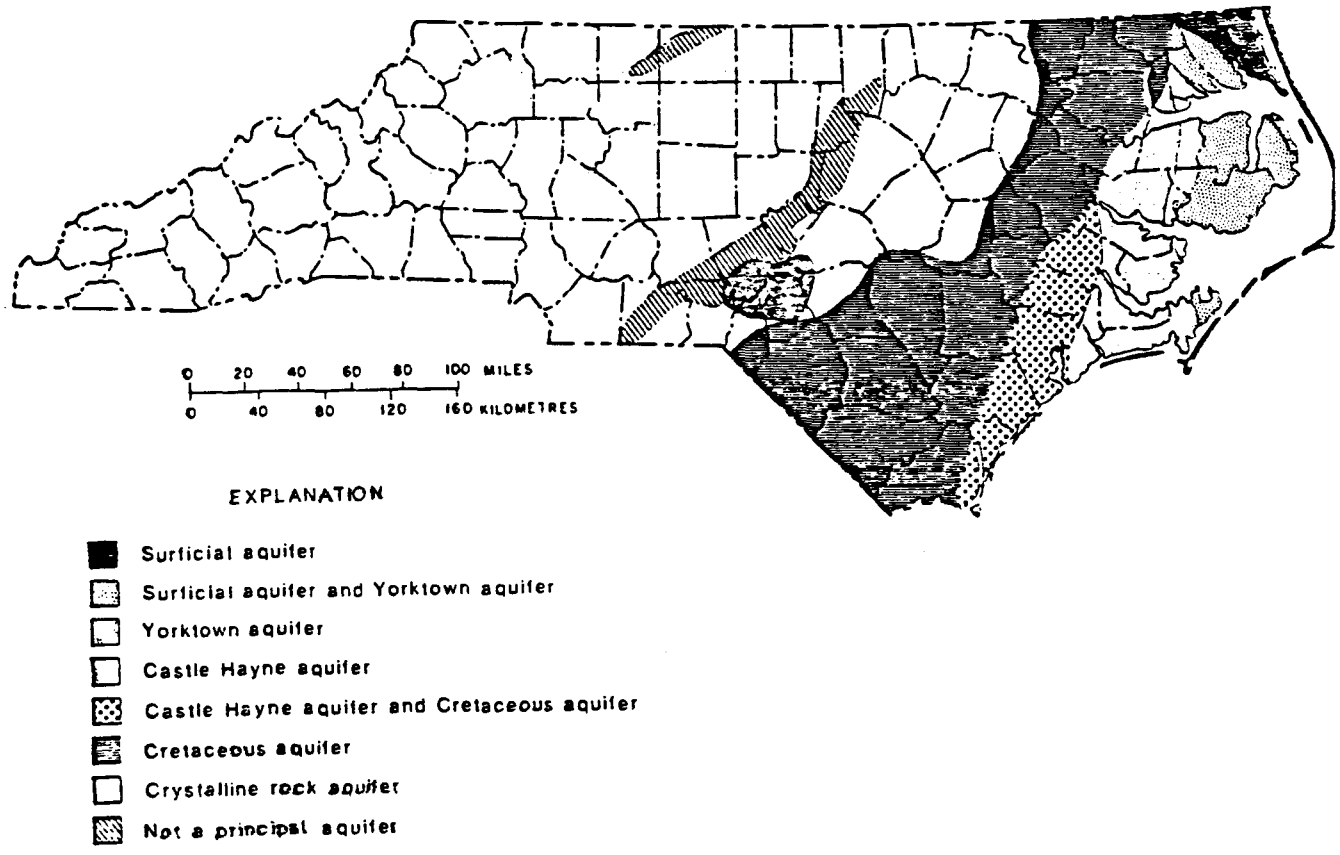 0 20 40 60 80 100 MILES
0 40 80 120 160 KILOMETRES
EXPLANATION
Surficial aquifer
Surficial aquifer and Yorktown aquifer
Yorktown aquifer
Castle Hayne aquifer
Castle Hayne aquifer and Cretaceous aquifer
Cretaceous aquifer
Crystalline rock aquifer
Not a principal aquifer